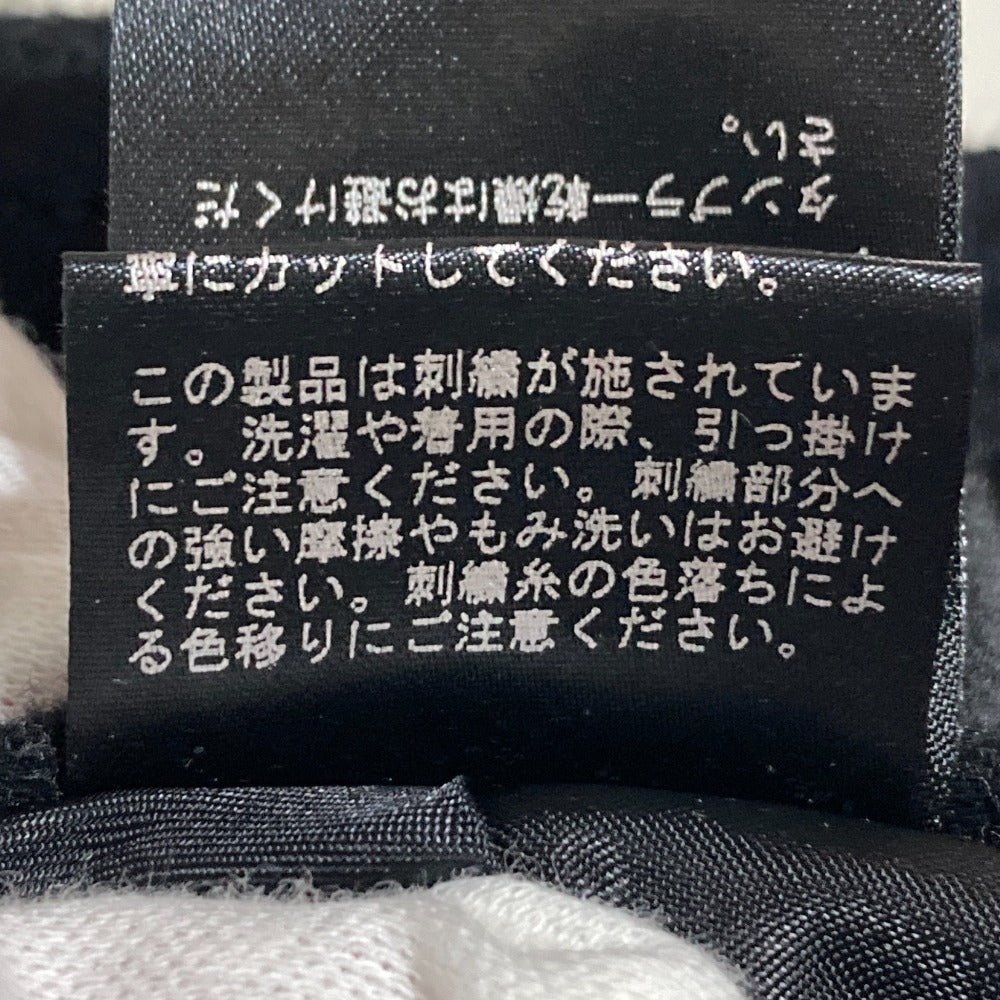 タンブラー乾燥はお避けくだ
さい。
重にカットしてください。
この製品は刺繍が施されていま
す。洗濯や着用の際、引っ掛け
にご注意ください。刺繍部分へ
の強い摩擦やもみ洗いはお避け
ください。刺繍糸の色落ちによ
る色移りにご注意ください。